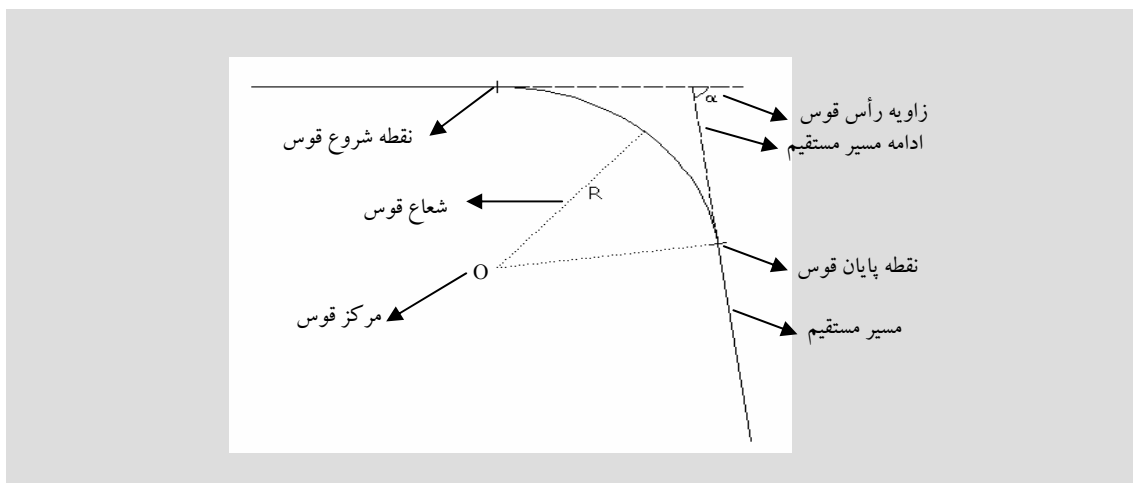 زاویه رأس قوس
α
نقطه شروع قوس
ادامه مسیر مستقیم
R
شعاع قوس
نقطه پایان قوس
O
مرکز قوس
مسیر مستقیم